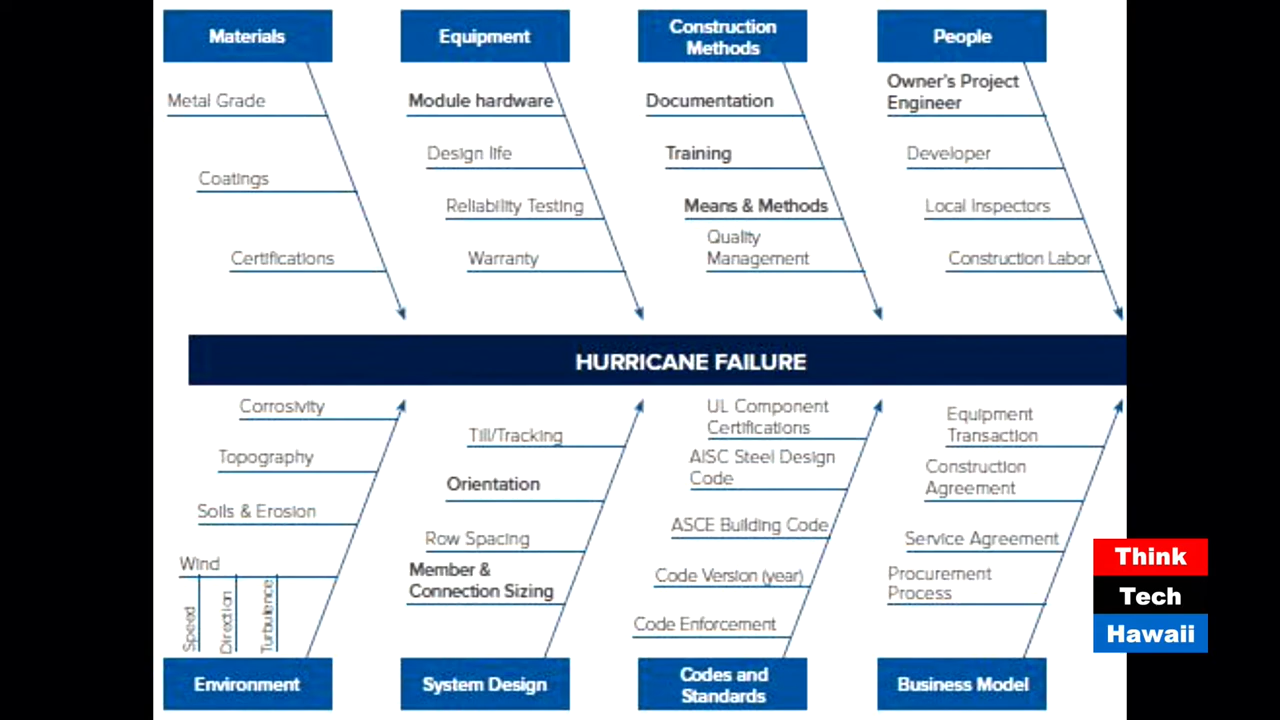 Materials
Metal Grade
Coatings
Certifications
Equipment
Module hardware
Design life
Reliability Testing
Warranty
Construction
Methods
Documentation
Training
Means & Methods
Quality
Management
People
Owner's Project
Engineer
Developer
Local Inspectors
Construction Labor
HURRICANE FAILURE
Corrosivity
Topography
Soils & Erosion
Wind
Speed
Direction
Turbulence
Environment
Till/Tracking
Orientation
Row Spacing
Member &
Connection Sizing
System Design
UL Component
Certifications
AISC Steel Design
Code
ASCE Building Code
Code Version (year)
Code Enforcement
Codes and
Standards
Equipment
Transaction
Construction
Agreement
Service Agreement
Procurement
Process
Business Model
Think
Tech
Hawaii